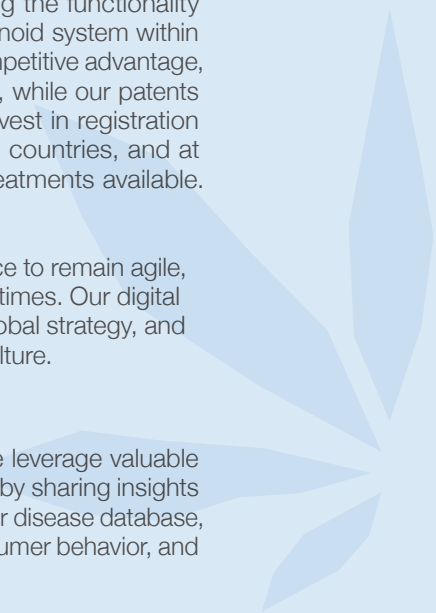 the functionality
noid system within
mpetitive advantage,
, while our patents
vest in registration
countries, and at
eatments available.
ce to remain agile,
times. Our digital
obal strategy, and
lture.
e leverage valuable
by sharing insights
r disease database,
umer behavior, and